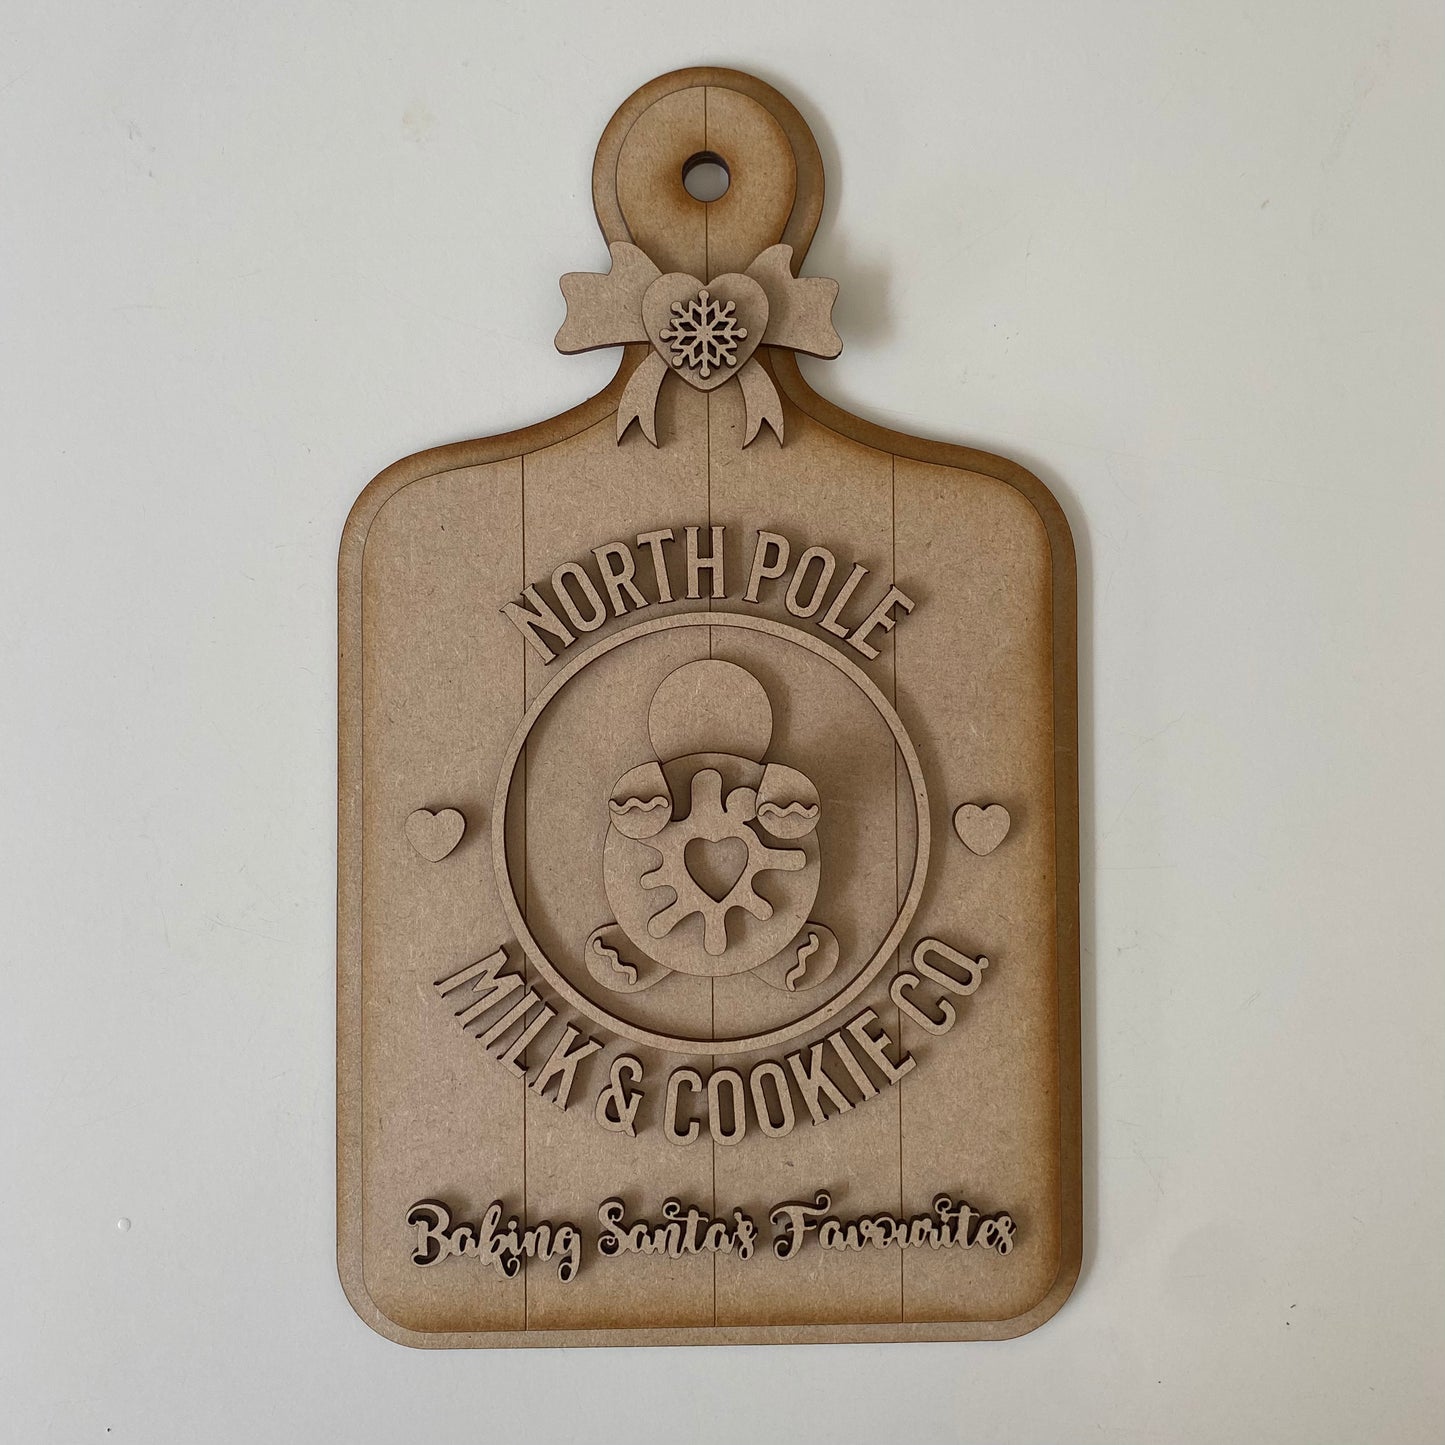 NORTH POLE
MILK & COOKIE CO.
Baking Santa's Favourites